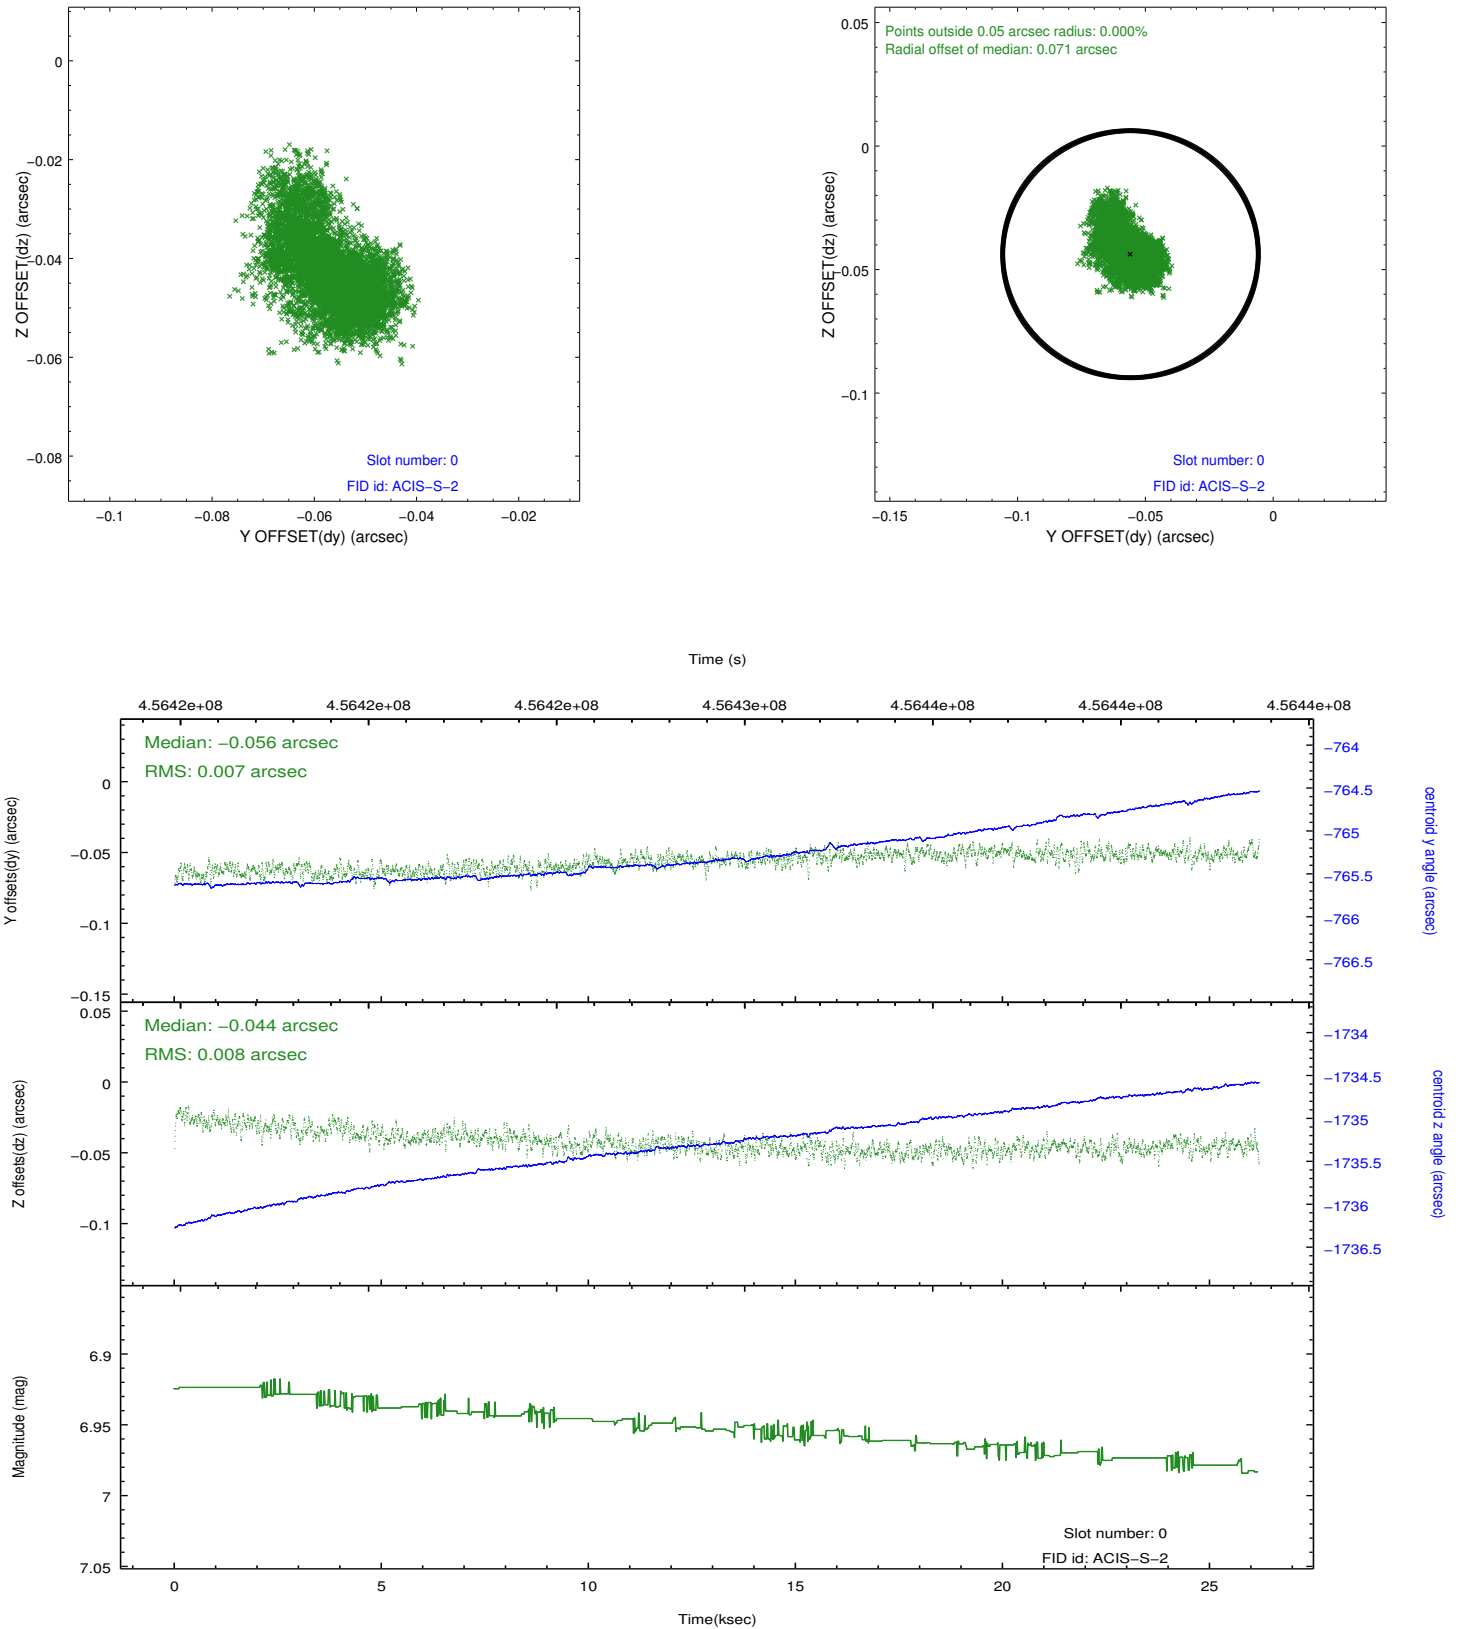 0
−0.02
−0.04
−0.06
−0.08
Z OFFSET(dz) (arcsec)
Slot number: 0
FID id: ACIS−S−2
−0.1
−0.08
−0.06
−0.04
−0.02
Y OFFSET(dy) (arcsec)
Points outside 0.05 arcsec radius: 0.000%
Radial offset of median: 0.071 arcsec
0.05
0
−0.05
−0.1
Z OFFSET(dz) (arcsec)
Slot number: 0
FID id: ACIS−S−2
−0.15
−0.1
−0.05
0
Y OFFSET(dy) (arcsec)
Time (s)
4.5642e+08
4.5642e+08
4.5642e+08
4.5643e+08
4.5644e+08
4.5644e+08
4.5644e+08
Median: −0.056 arcsec
RMS: 0.007 arcsec
0
−0.05
−0.1
−0.15
Y offsets(dy) (arcsec)
−764
−764.5
−765
−765.5
−766
−766.5
centroid y angle (arcsec)
Median: −0.044 arcsec
RMS: 0.008 arcsec
0.05
0
−0.05
−0.1
Z offsets(dz) (arcsec)
−1734
−1734.5
−1735
−1735.5
−1736
−1736.5
centroid z angle (arcsec)
6.9
6.95
7
7.05
Magnitude (mag)
Slot number: 0
FID id: ACIS−S−2
0
5
10
15
20
25
Time(ksec)